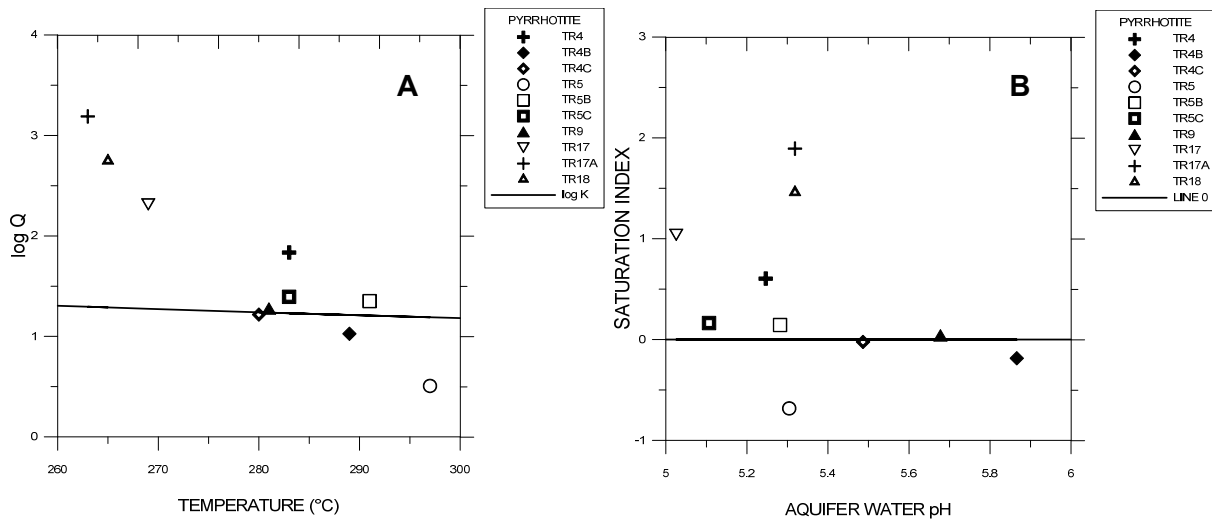 4
3
2
1
0
log Q
260
270
280
290
300
TEMPERATURE (°C)
A
PYRRHOTITE
TR4
TR4B
TR4C
TR5
TR5B
TR5C
TR9
TR17
TR17A
TR18
log K
3
2
1
0
-1
SATURATION INDEX
5
5.2
5.4
5.6
5.8
6
AQUIFER WATER pH
B
PYRRHOTITE
TR4
TR4B
TR4C
TR5
TR5B
TR5C
TR9
TR17
TR17A
TR18
LINE 0